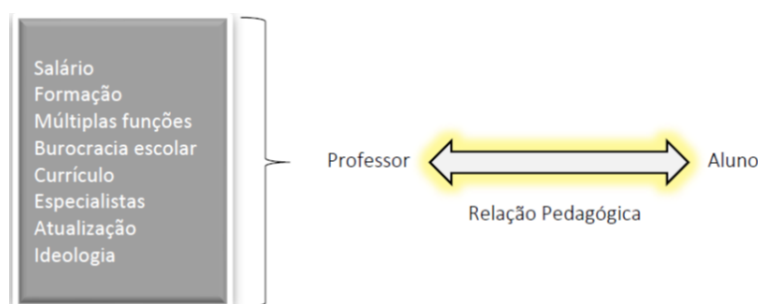 Salário
Formação
Múltiplas funções
Burocracia escolar
Currículo
Especialistas
Atualização
Ideologia
Professor
Aluno
Relação Pedagógica